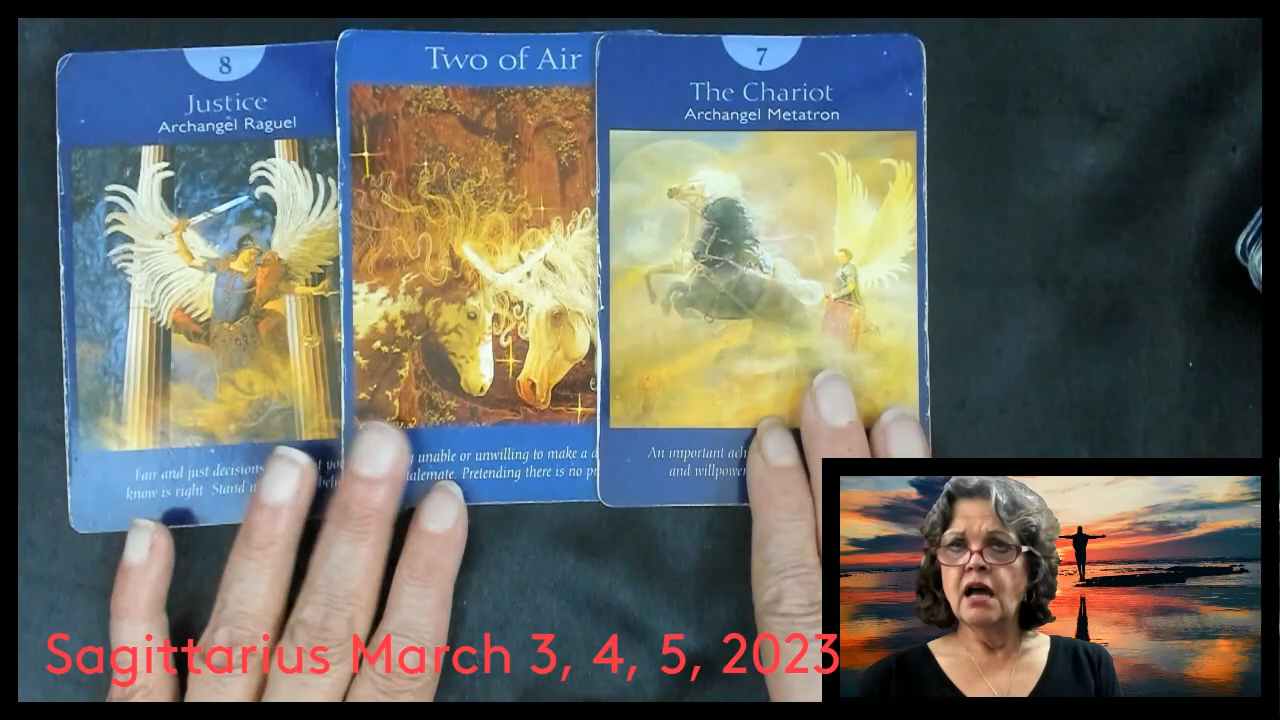 8
Justice
Archangel Raguel
Fair and just decisions
know is right. Stand
Two of Air
unable or unwilling to make a
Pretending there is no
7
The Chariot
Archangel Metatron
An important
and willpower
Sagittarius March 3, 4, 5, 2023